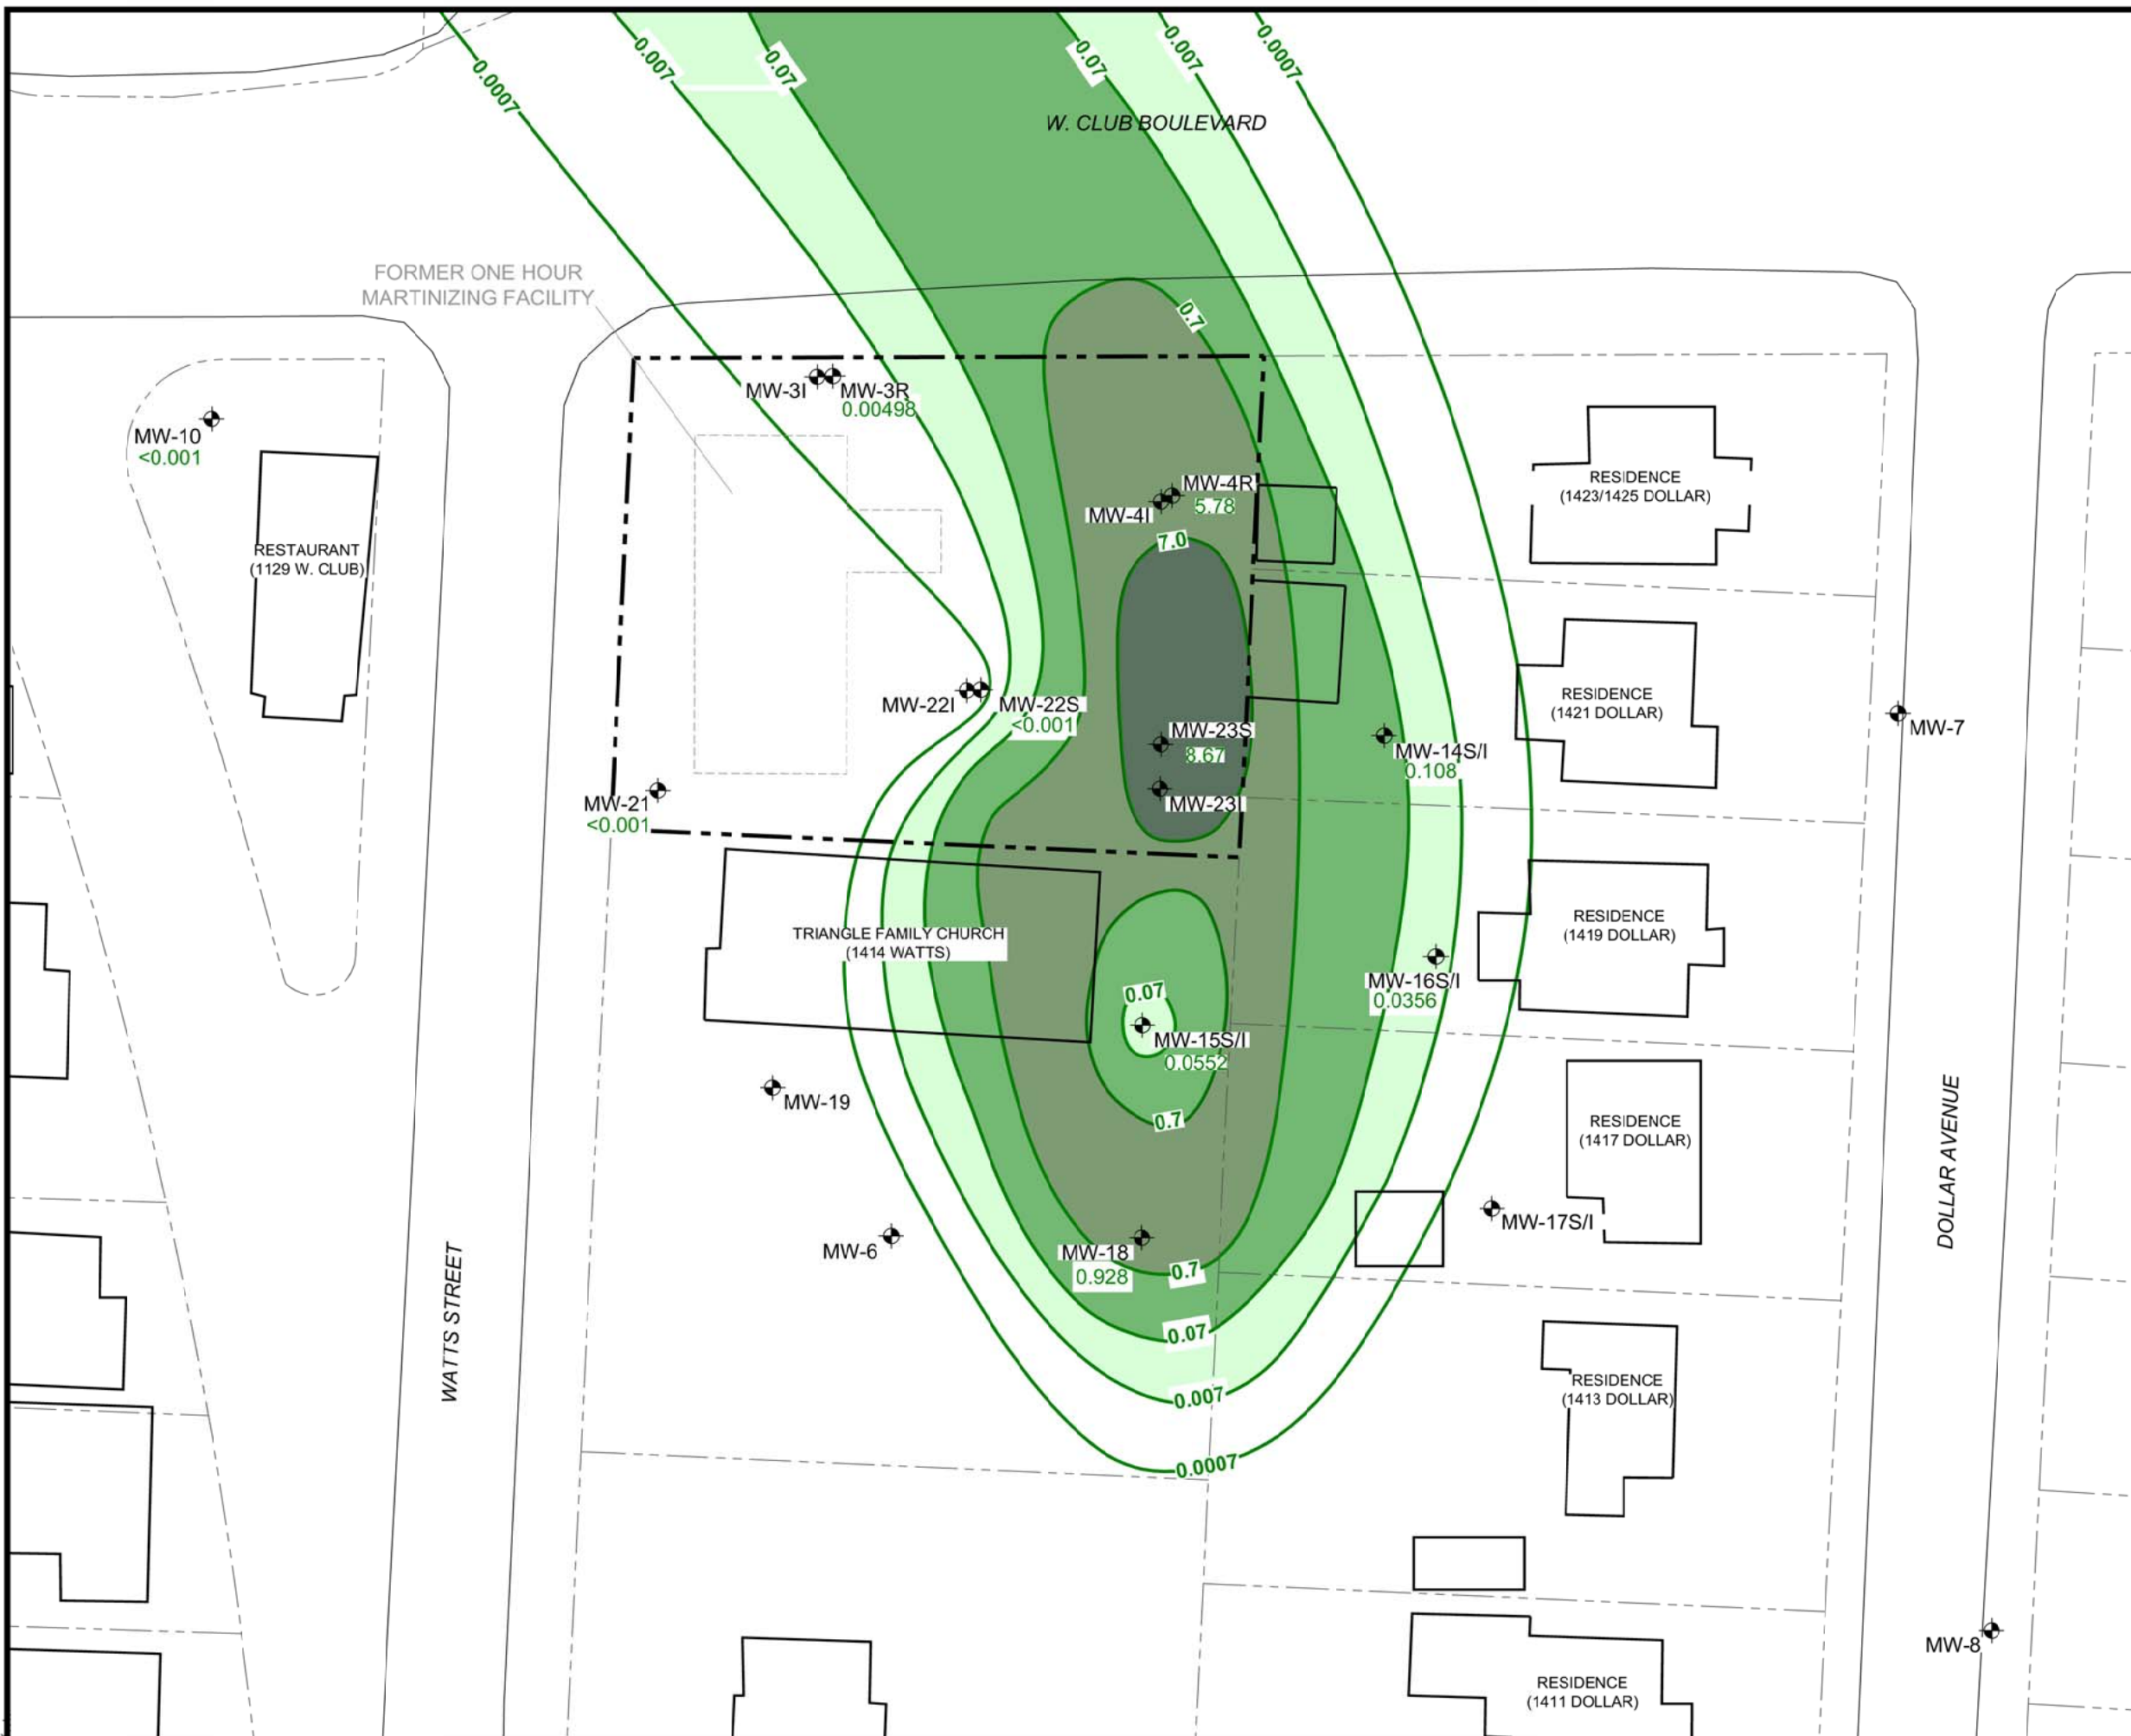 0.0007
0.007
0.07
0.07
0.007
0.0007
W. CLUB BOULEVARD
FORMER ONE HOUR
MARTINIZING FACILITY
0.7
MW-3I
MW-3R
0.00498
MW-10
<0.001
RESTAURANT
(1129 W. CLUB)
MW-4R
5.78
MW-4I
7.0
RESIDENCE
(1423/1425 DOLLAR)
MW-22I
MW-22S
<0.001
MW-23S
8.67
MW-23I
MW-14S/I
0.108
RESIDENCE
(1421 DOLLAR)
MW-7
MW-21
<0.001
TRIANGLE FAMILY CHURCH
(1414 WATTS)
RESIDENCE
(1419 DOLLAR)
MW-16S/I
0.0356
0.07
MW-15S/I
0.0552
0.7
MW-19
RESIDENCE
(1417 DOLLAR)
DOLLAR AVENUE
MW-17S/I
MW-6
MW-18
0.928
0.7
0.07
0.007
0.0007
WATTS STREET
RESIDENCE
(1413 DOLLAR)
MW-8
RESIDENCE
(1411 DOLLAR)